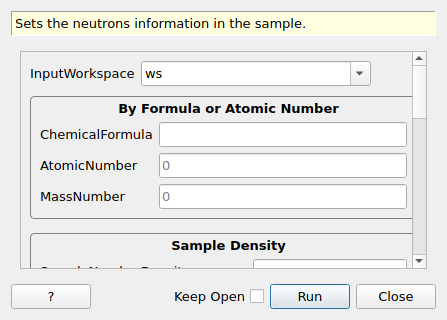 Sets the neutrons information in the sample.
InputWorkspace ws
By Formula or Atomic Number
ChemicalFormula
AtomicNumber 0
MassNumber 0
Sample Density
? Keep Open Run Close